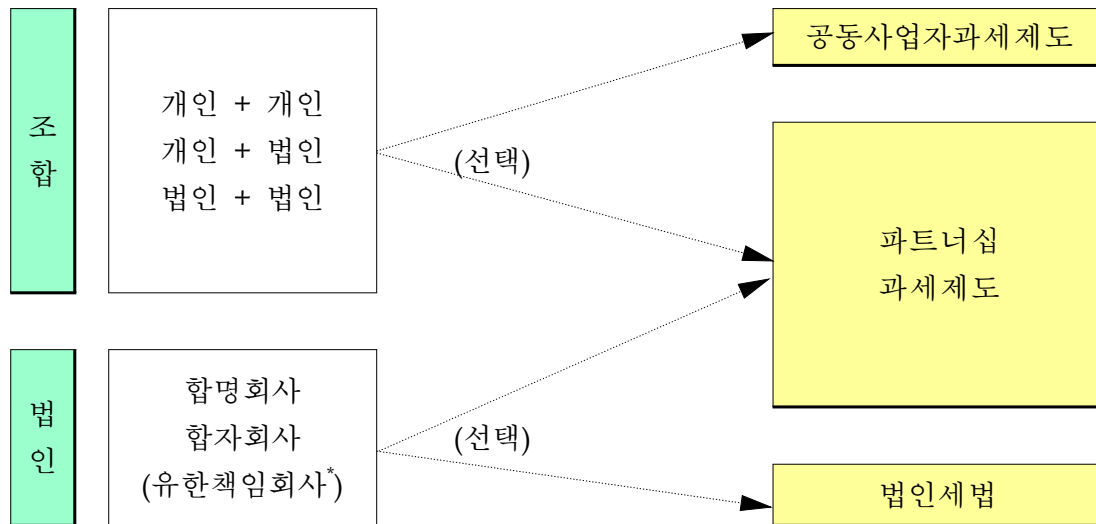 조
합
개인 + 개인
개인 + 법인
법인 + 법인
(선택)
공동사업자과세제도
파트너십
과세제도
법
인
합명회사
합자회사
(유한책임회사*)
(선택)
법인세법